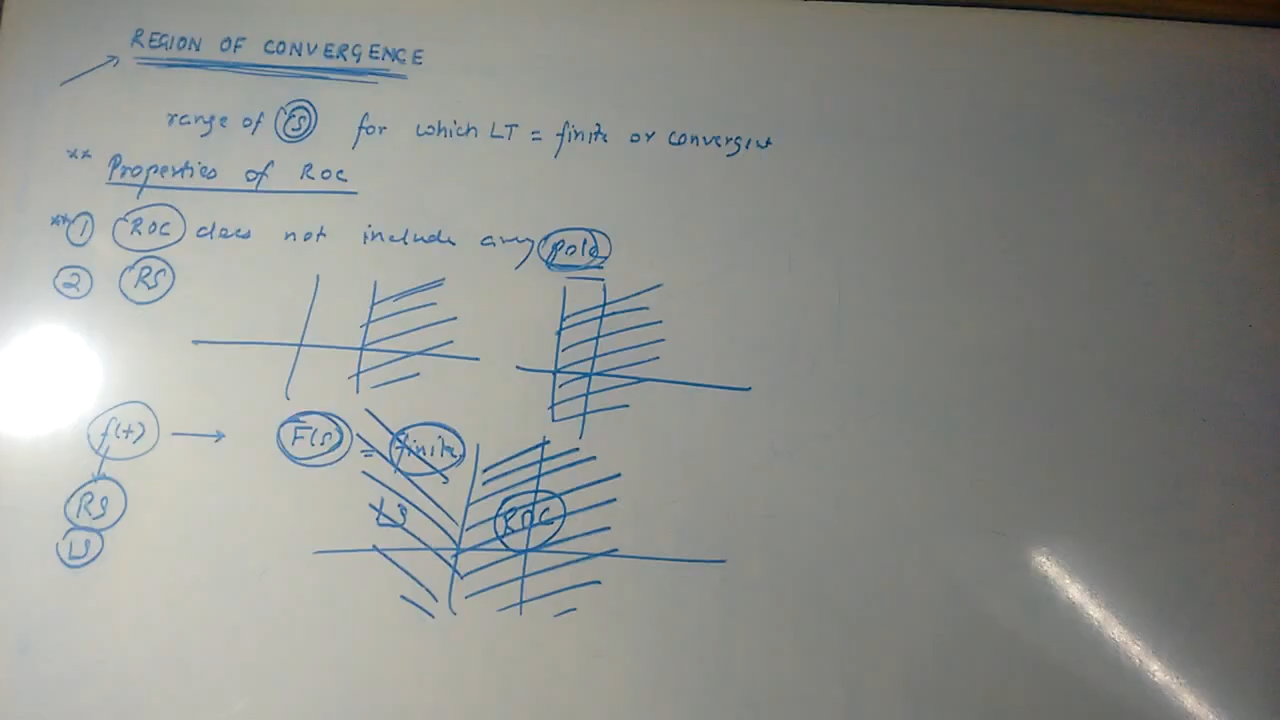 REGION OF CONVERGENCE
range of (S) for which LT = finite or convergent
** Properties of ROC
** 1 ROC does not include any pole
2 RS
f(t) → F(s) = finite
RS
LS
LS ROC